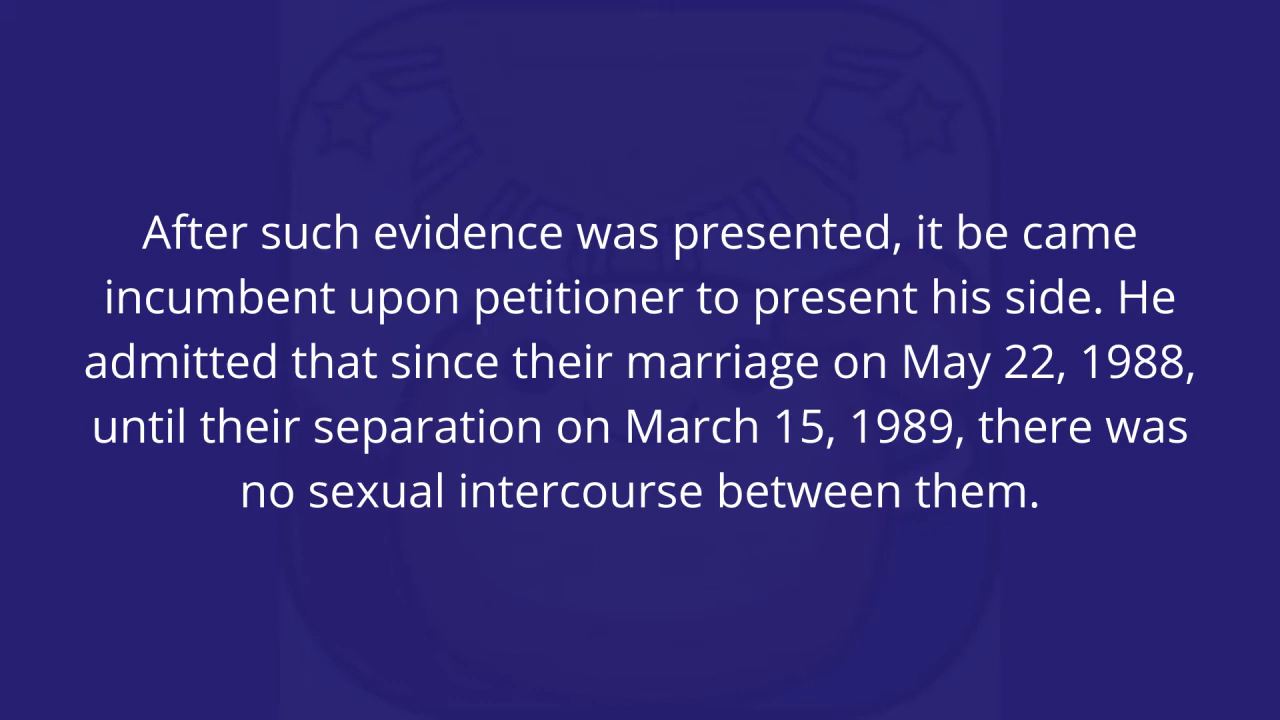 After such evidence was presented, it be came
incumbent upon petitioner to present his side. He
admitted that since their marriage on May 22, 1988,
until their separation on March 15, 1989, there was
no sexual intercourse between them.